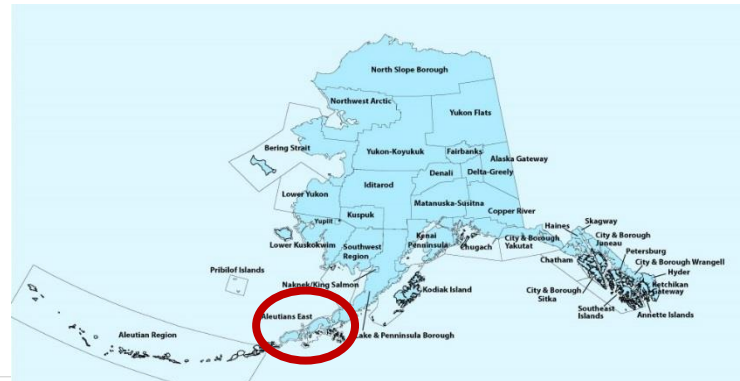 North Slope Borough
Northwest Arctic
Yukon Flats
Bering Strait
Yukon-Koyukuk
Fairbanks
Alaska Gateway
Denali
Delta-Greely
Iditarod
Lower Yukon
Matanuska-Susitna
Copper River
Kuspuk
Yupiit
Lower Kuskokwim
Southwest
Region
Kenai
Penninsula
Chugach
City & Borough
Yakutat
Haines
Skagway
City & Borough
Juneau
Petersburg
City & Borough Wrangell
Hyder
Chatham
Ketchikan
Gateway
City & Borough
Sitka
Southeast
Islands
Annette Islands
Pribilof Islands
Naknek/King Salmon
Kodiak Island
Aleutians East
Lake & Penninsula Borough
Aleutian Region